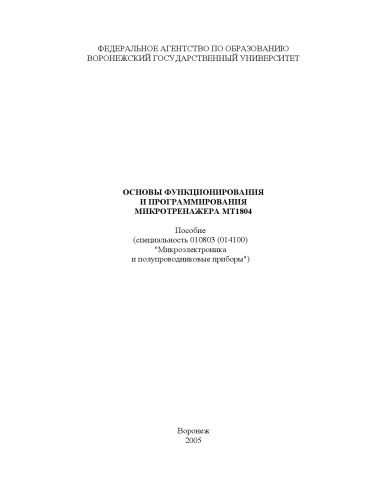 ФЕДЕРАЛЬНОЕ АГЕНТСТВО ПО ОБРАЗОВАНИЮ
ВОРОНЕЖСКИЙ ГОСУДАРСТВЕННЫЙ УНИВЕРСИТЕТ
ОСНОВЫ ФУНКЦИОНИРОВАНИЯ
И ПРОГРАММИРОВАНИЯ
МИКРОТРЕНАЖЕРА МТ1804
Пособие
(специальность 010803 (014100)
"Микроэлектроника
и полупроводниковые приборы")
Воронеж
2005